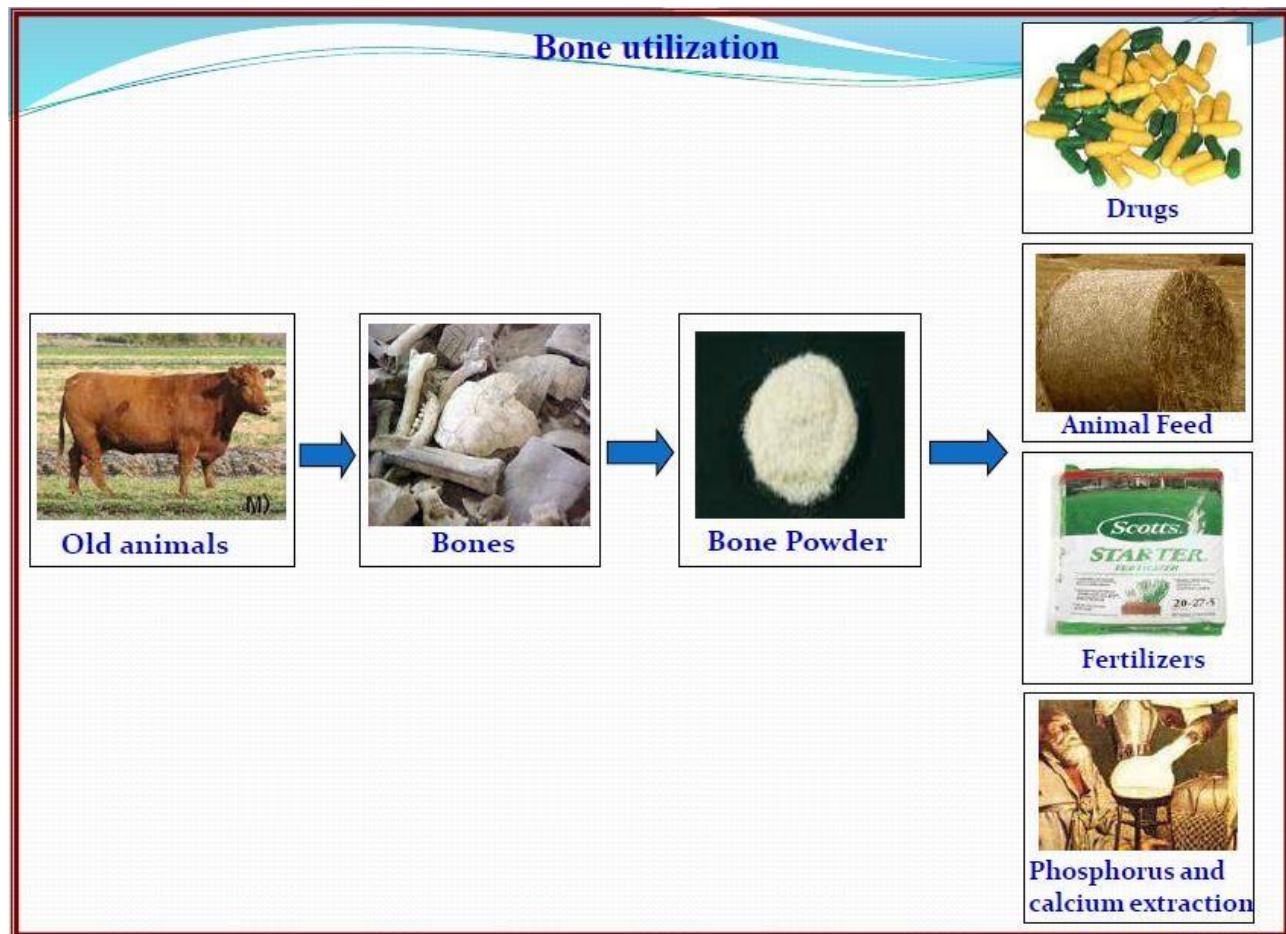 Bone utilization
Drugs
Animal Feed
Old animals
Bones
Bone Powder
Scotts
STARTER
FERTILIZER
20-27-5
Fertilizers
Phosphorus and
calcium extraction